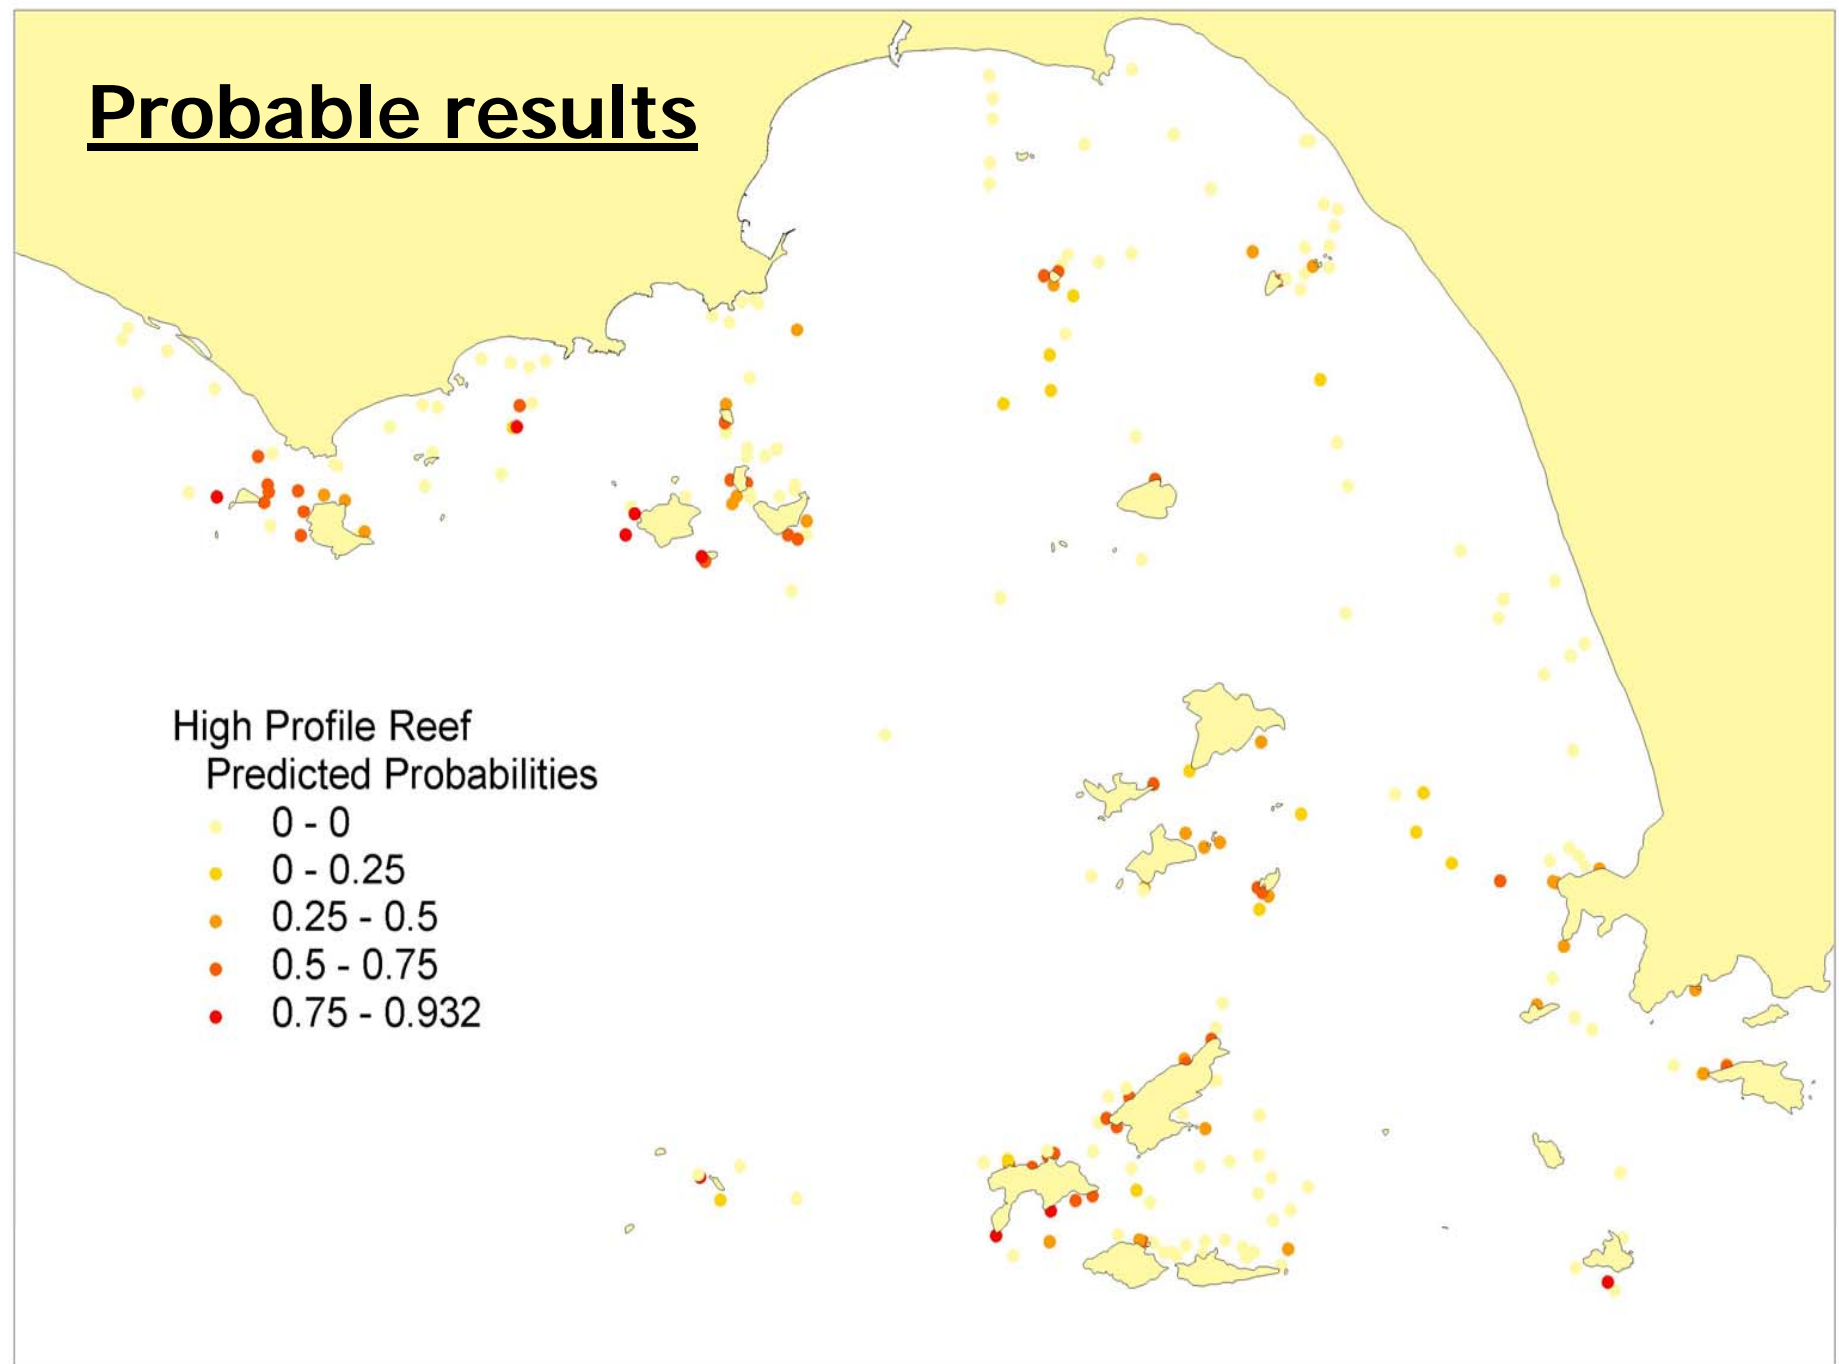 Probable results
High Profile Reef
Predicted Probabilities
0 - 0
0 - 0.25
0.25 - 0.5
0.5 - 0.75
0.75 - 0.932